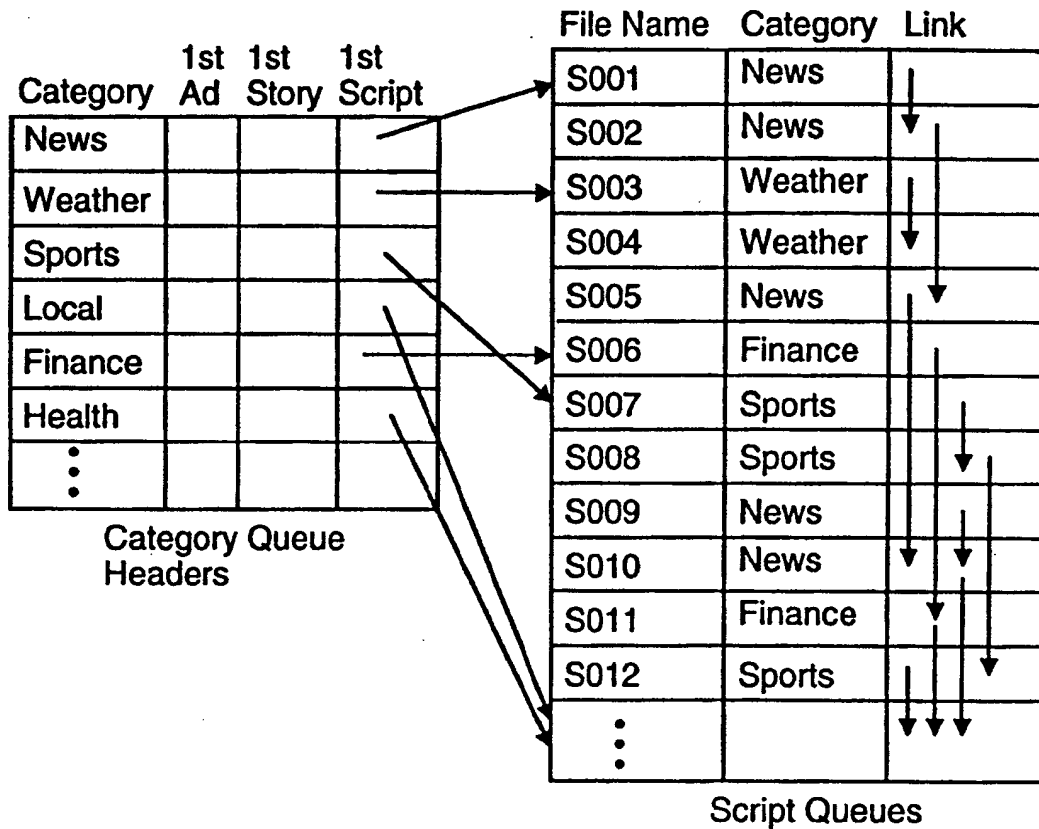 Category 1st Ad 1st Story 1st Script
News
Weather
Sports
Local
Finance
Health
Category Queue
Headers
File Name Category Link
S001 News
S002 News
S003 Weather
S004 Weather
S005 News
S006 Finance
S007 Sports
S008 Sports
S009 News
S010 News
S011 Finance
S012 Sports
Script Queues